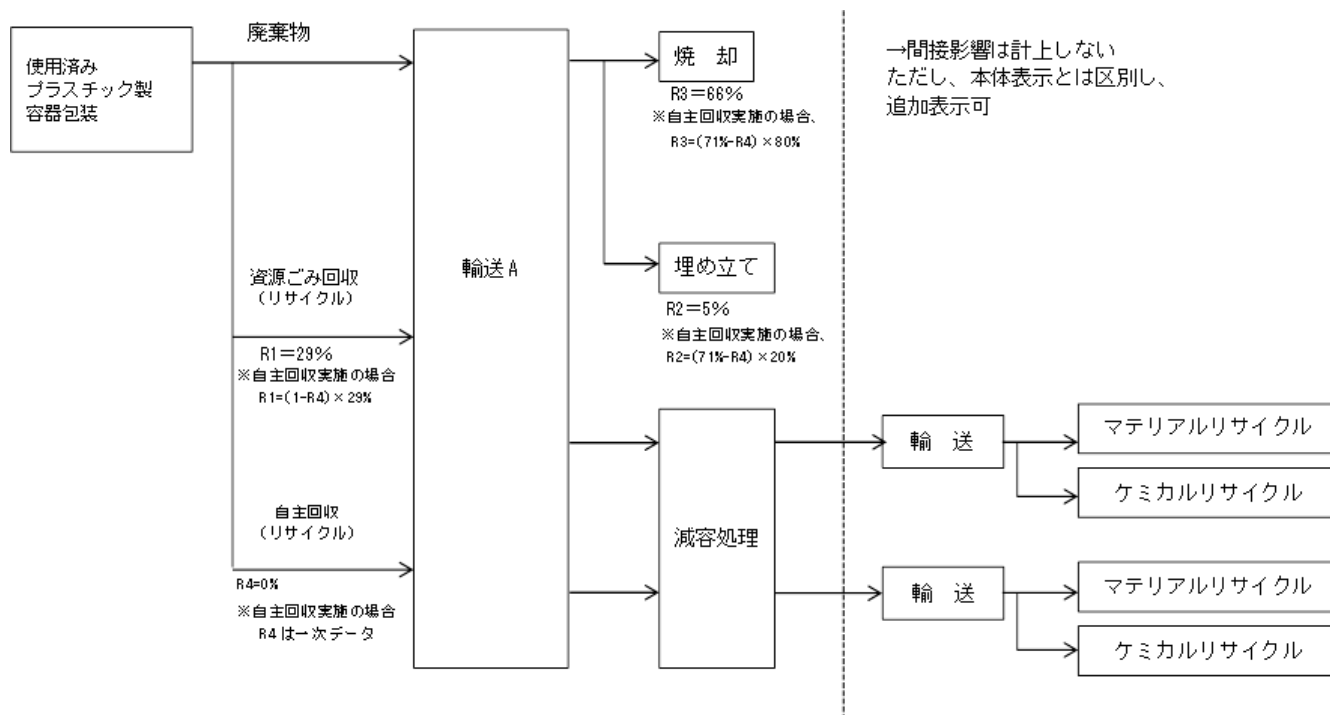 使用済み
プラスチック製
容器包装
廃棄物
資源ごみ回収
（リサイクル）
R1＝29%
※自主回収実施の場合
R1=(1-R4)×29%
自主回収
（リサイクル）
R4=0%
※自主回収実施の場合
R4は一次データ
輸送A
焼　却
R3＝66%
※自主回収実施の場合、
R3=(71%-R4)×80%
埋め立て
R2＝5%
※自主回収実施の場合、
R2=(71%-R4)×20%
減容処理
→間接影響は計上しない
ただし、本体表示とは区別し、
追加表示可
輸　送
マテリアルリサイクル
ケミカルリサイクル
輸　送
マテリアルリサイクル
ケミカルリサイクル